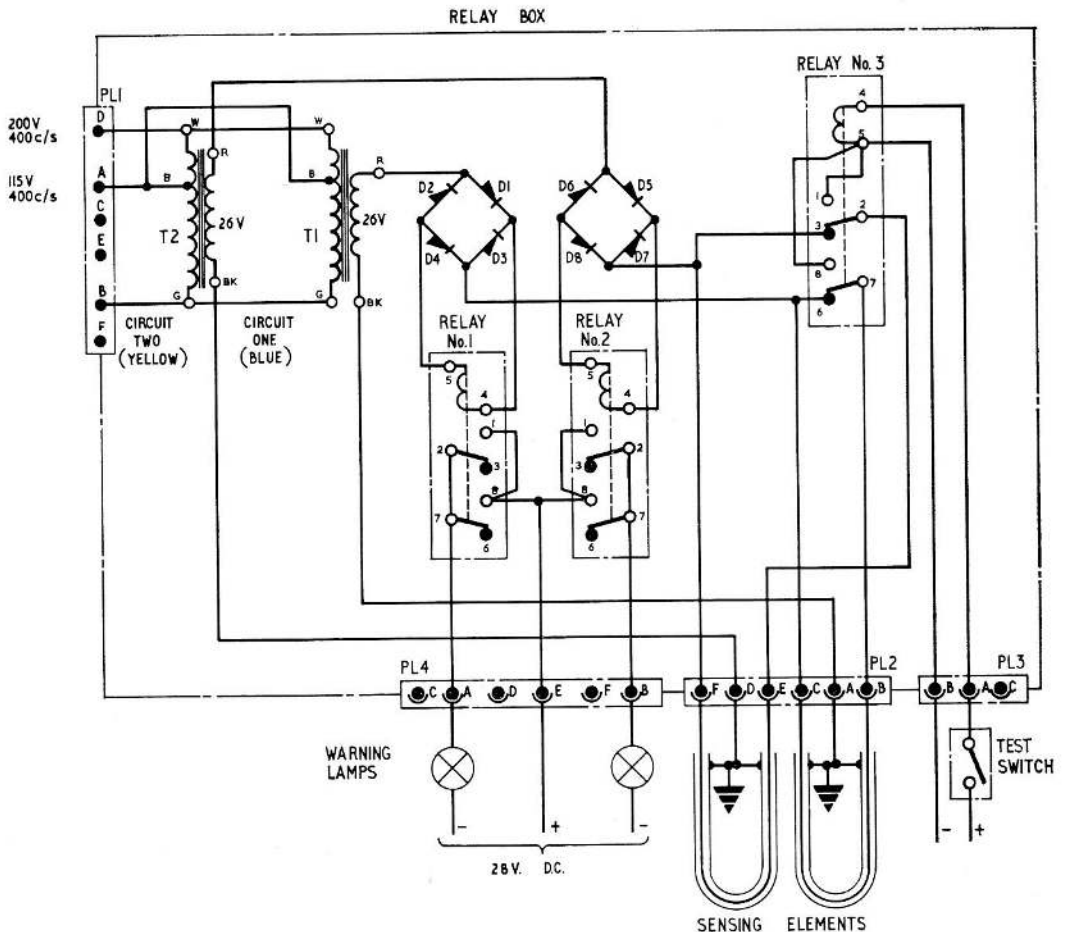 RELAY BOX
RELAY No. 3
PL1
D
200V
400c/s
A
115V
400c/s
C
E
B
F
W
R
B
T2
26V
BK
G
W
B
T1
R
26V
BK
G
CIRCUIT
TWO
(YELLOW)
CIRCUIT
ONE
(BLUE)
D2
D1
D4
D3
D6
D5
D8
D7
4
5
1
2
3
8
7
6
RELAY
No.1
5
4
1
2
3
8
7
6
RELAY
No.2
5
4
1
2
3
8
7
6
PL4
C
A
D
E
F
B
PL2
F
D
E
C
A
B
PL3
B
A
C
WARNING
LAMPS
-
+
-
28V. D.C.
TEST
SWITCH
-
+
SENSING ELEMENTS